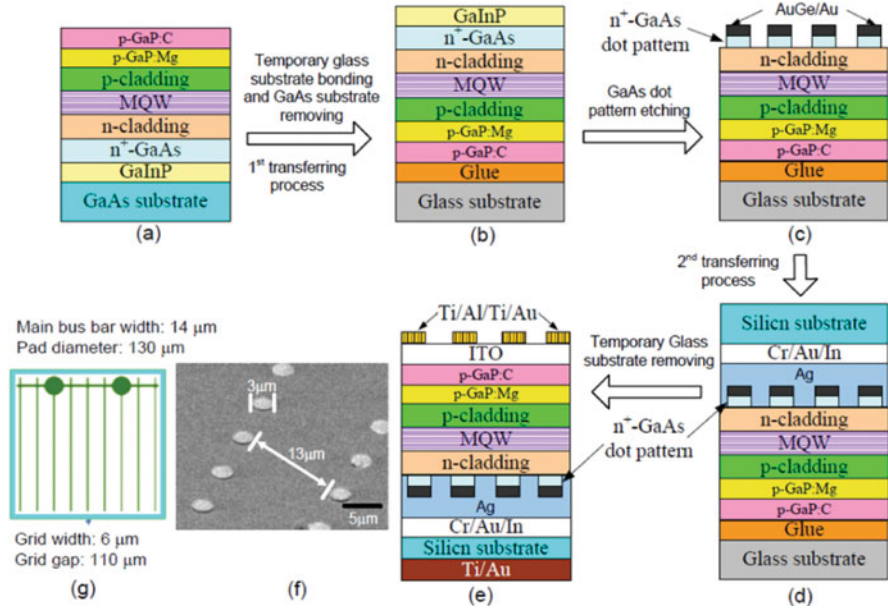 p-GaP:C
p-GaP:Mg
p-cladding
MQW
n-cladding
n+-GaAs
GaInP
GaAs substrate
(a)
Temporary glass
substrate bonding
and GaAs substrate
removing
1st transferring
process
GaInP
n+-GaAs
n-cladding
MQW
p-cladding
p-GaP:Mg
p-GaP:C
Glue
Glass substrate
(b)
GaAs dot
pattern etching
n+-GaAs
dot pattern
AuGe/Au
n-cladding
MQW
p-cladding
p-GaP:Mg
p-GaP:C
Glue
Glass substrate
(c)
2nd transferring
process
Silicn substrate
Cr/Au/In
Ag
n-cladding
MQW
p-cladding
p-GaP:Mg
p-GaP:C
Glue
Glass substrate
(d)
Temporary Glass
substrate removing
n+-GaAs
dot pattern
Ti/Al/Ti/Au
ITO
p-GaP:C
p-GaP:Mg
p-cladding
MQW
n-cladding
Ag
Cr/Au/In
Silicn substrate
Ti/Au
(e)
3μm
13μm
5μm
(f)
Main bus bar width: 14 μm
Pad diameter: 130 μm
Grid width: 6 μm
Grid gap: 110 μm
(g)